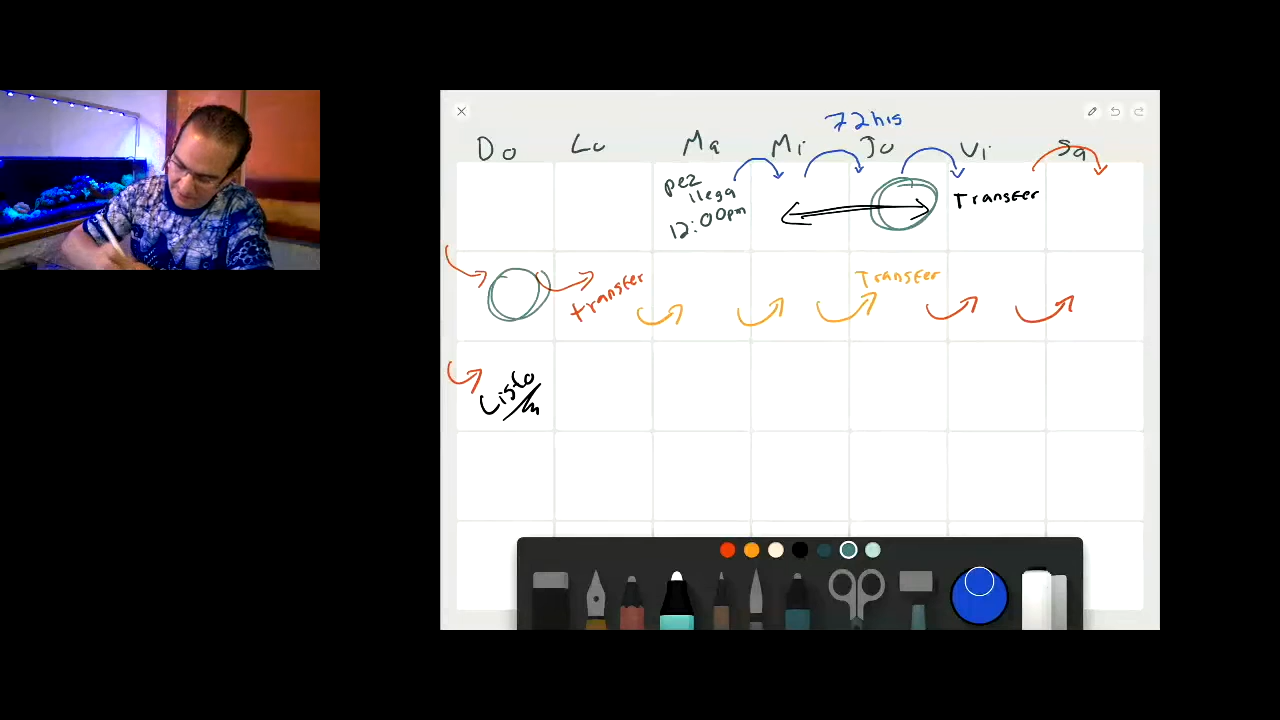 72hrs
Do Lu Ma Mi Ju Vi Sa
pez
llega
12:00pm
Transfer
transfer
Transfer
Listo